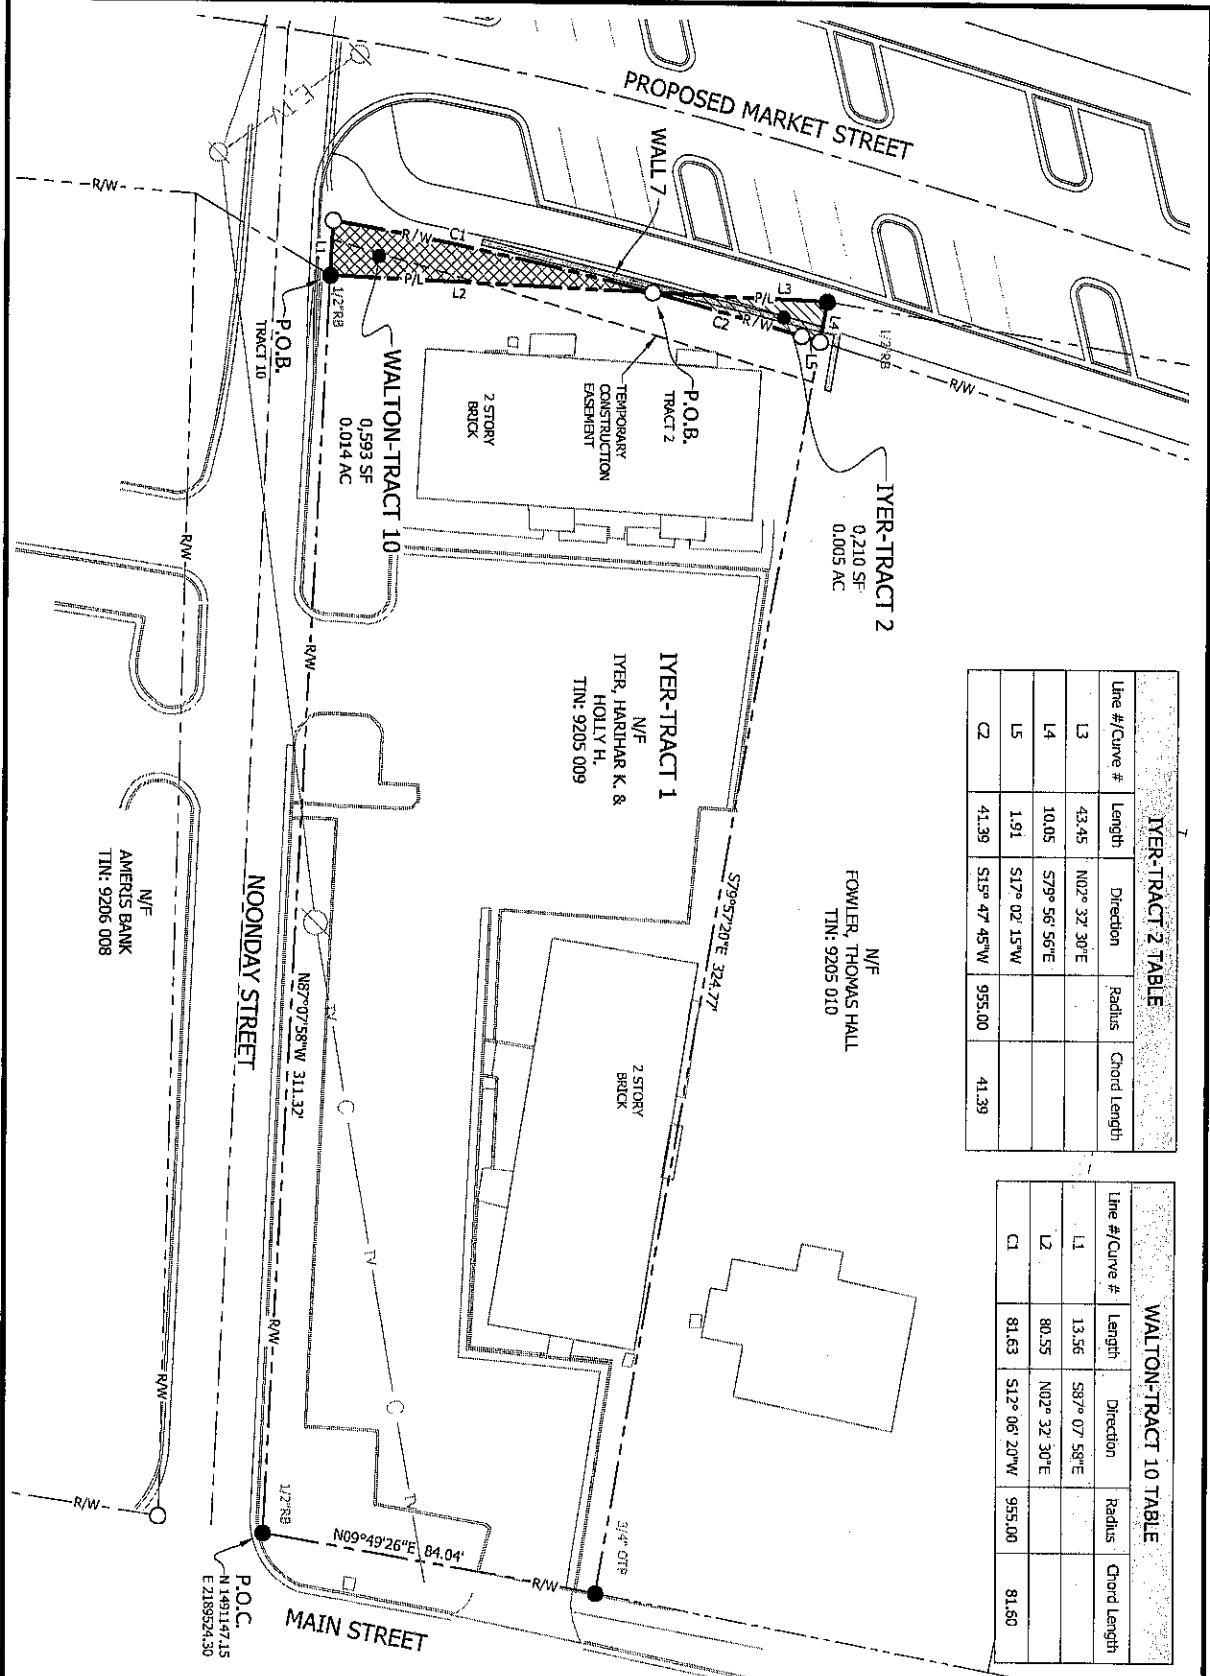 IYER-TRACT 2 TABLE
Line #/Curve # Length Direction Radius Chord Length
L3 43.45 N02° 32' 30"E
L4 10.05 S79° 56' 56"E
L5 1.91 S17° 02' 15"W
C2 41.39 S15° 47' 45"W 955.00 41.39
WALTON-TRACT 10 TABLE
Line #/Curve # Length Direction Radius Chord Length
L1 13.56 S87° 07' 58"E
L2 80.55 N02° 32' 30"E
C1 81.63 S12° 06' 20"W 955.00 81.60
PROPOSED MARKET STREET
WALL 7
R/W
L3
P/L
L4
1/2"RB
C2
R/W
L5
IYER-TRACT 2
0,210 SF
0.005 AC
P.O.B.
TRACT 2
TEMPORARY
CONSTRUCTION
EASEMENT
2 STORY
BRICK
C1
R/W
P/L
L2
L1
1/2"RB
WALTON-TRACT 10
0,593 SF
0.014 AC
P.O.B.
TRACT 10
R/W
R/W
R/W
N/F
FOWLER, THOMAS HALL
TIN: 9205 010
S79°57'20"E 324.77'
IYER-TRACT 1
N/F
IYER, HARIHAR K. &
HOLLY H.
TIN: 9205 009
2 STORY
BRICK
3/4" OTP
R/W
N09°49'26"E 84.04'
MAIN STREET
N87°07'58"W 311.32'
R/W
1/2"RB
NOONDAY STREET
P.O.C.
N 1491147.15
E 2189524.30
N/F
AMERIS BANK
TIN: 9206 008
R/W
R/W